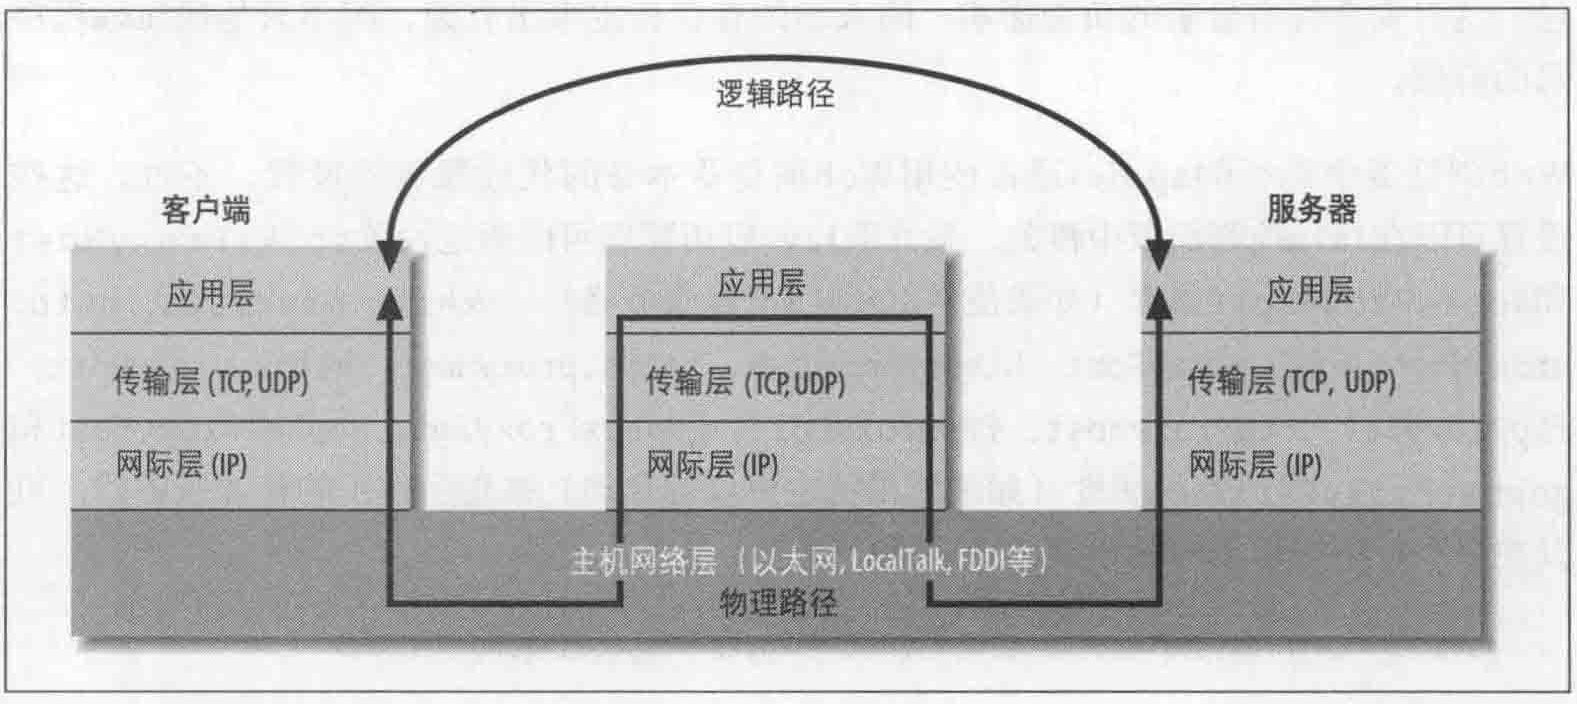 逻辑路径
客户端
服务器
应用层
应用层
应用层
传输层 (TCP, UDP)
传输层 (TCP, UDP)
传输层 (TCP, UDP)
网际层 (IP)
网际层 (IP)
网际层 (IP)
主机网络层 (以太网, LocalTalk, FDDI等)
物理路径